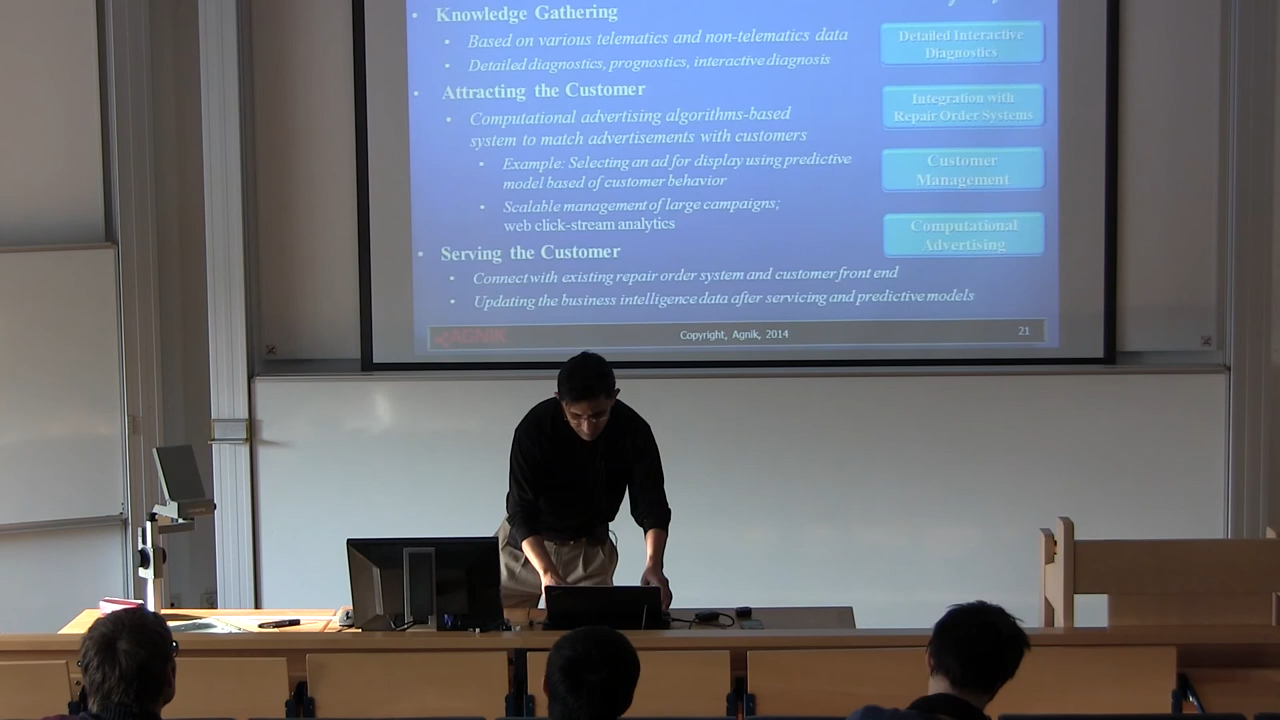 • Knowledge Gathering
• Based on various telematics and non-telematics data
• Detailed diagnostics, prognostics, interactive diagnosis
• Attracting the Customer
• Computational advertising algorithms-based
system to match advertisements with customers
• Example: Selecting an ad for display using predictive
model based of customer behavior
• Scalable management of large campaigns;
web click-stream analytics
• Serving the Customer
• Connect with existing repair order system and customer front end
• Updating the business intelligence data after servicing and predictive models
Detailed Interactive
Diagnostics
Integration with
Repair Order Systems
Customer
Management
Computational
Advertising
AGNIK
Copyright, Agnik, 2014
21